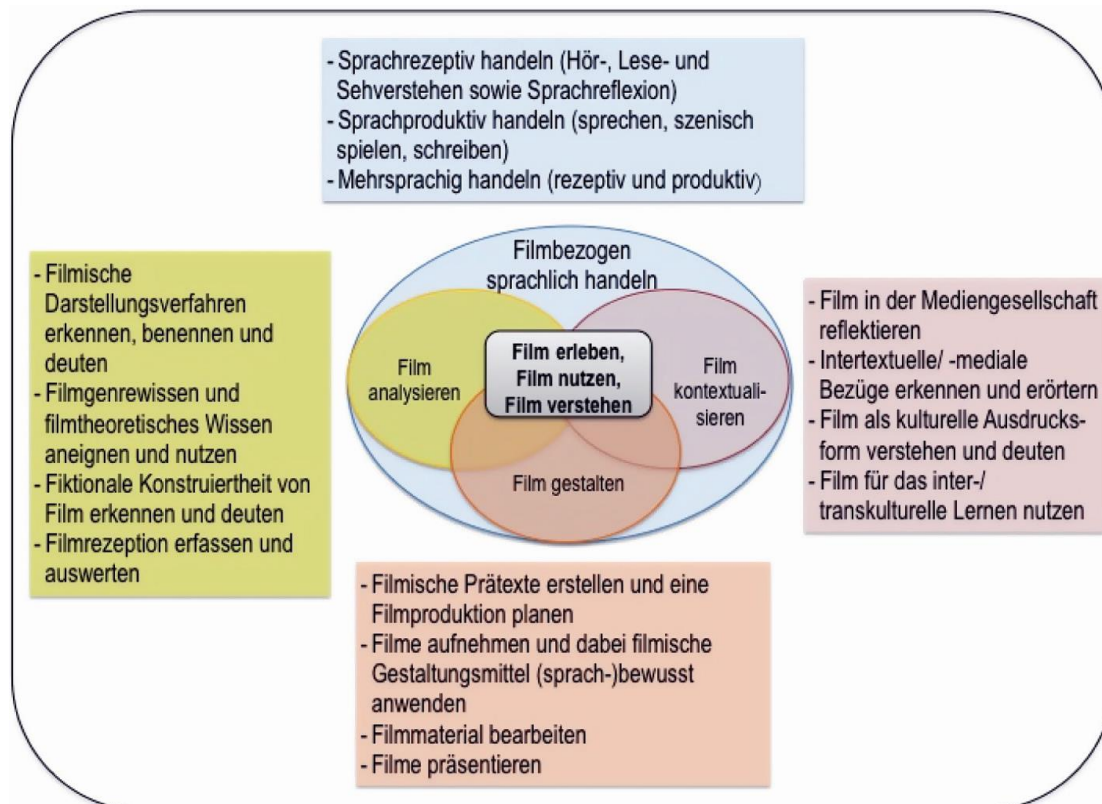 - Sprachrezeptiv handeln (Hör-, Lese- und
Sehverstehen sowie Sprachreflexion)
- Sprachproduktiv handeln (sprechen, szenisch
spielen, schreiben)
- Mehrsprachig handeln (rezeptiv und produktiv)
- Filmische
Darstellungsverfahren
erkennen, benennen und
deuten
- Filmgenrewissen und
filmtheoretisches Wissen
aneignen und nutzen
- Fiktionale Konstruiertheit von
Film erkennen und deuten
- Filmrezeption erfassen und
auswerten
Filmbezogen
sprachlich handeln
Film
analysieren
Film erleben,
Film nutzen,
Film verstehen
Film
kontextuali-
sieren
Film gestalten
- Film in der Mediengesellschaft
reflektieren
- Intertextuelle/ -mediale
Bezüge erkennen und erörtern
- Film als kulturelle Ausdrucks-
form verstehen und deuten
- Film für das inter-/
transkulturelle Lernen nutzen
- Filmische Prätexte erstellen und eine
Filmproduktion planen
- Filme aufnehmen und dabei filmische
Gestaltungsmittel (sprach-)bewusst
anwenden
- Filmmaterial bearbeiten
- Filme präsentieren